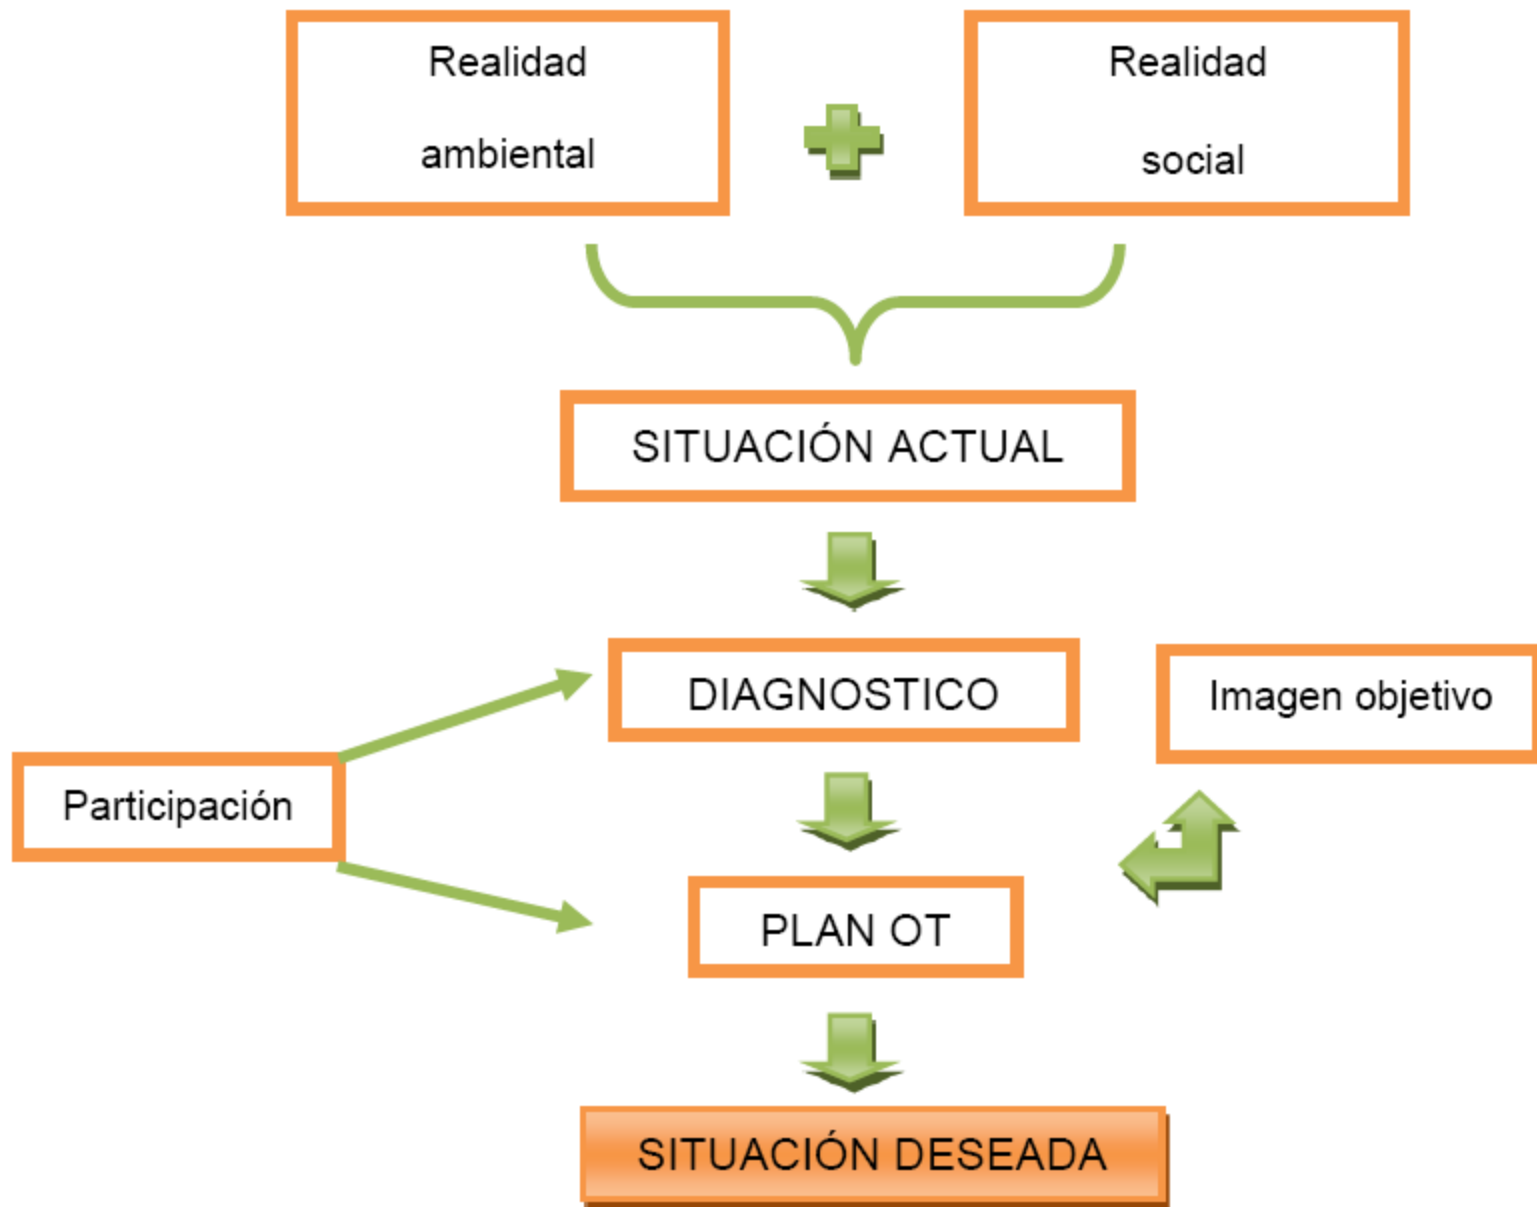 Realidad
ambiental
Realidad
social
SITUACIÓN ACTUAL
DIAGNOSTICO
Imagen objetivo
Participación
PLAN OT
SITUACIÓN DESEADA